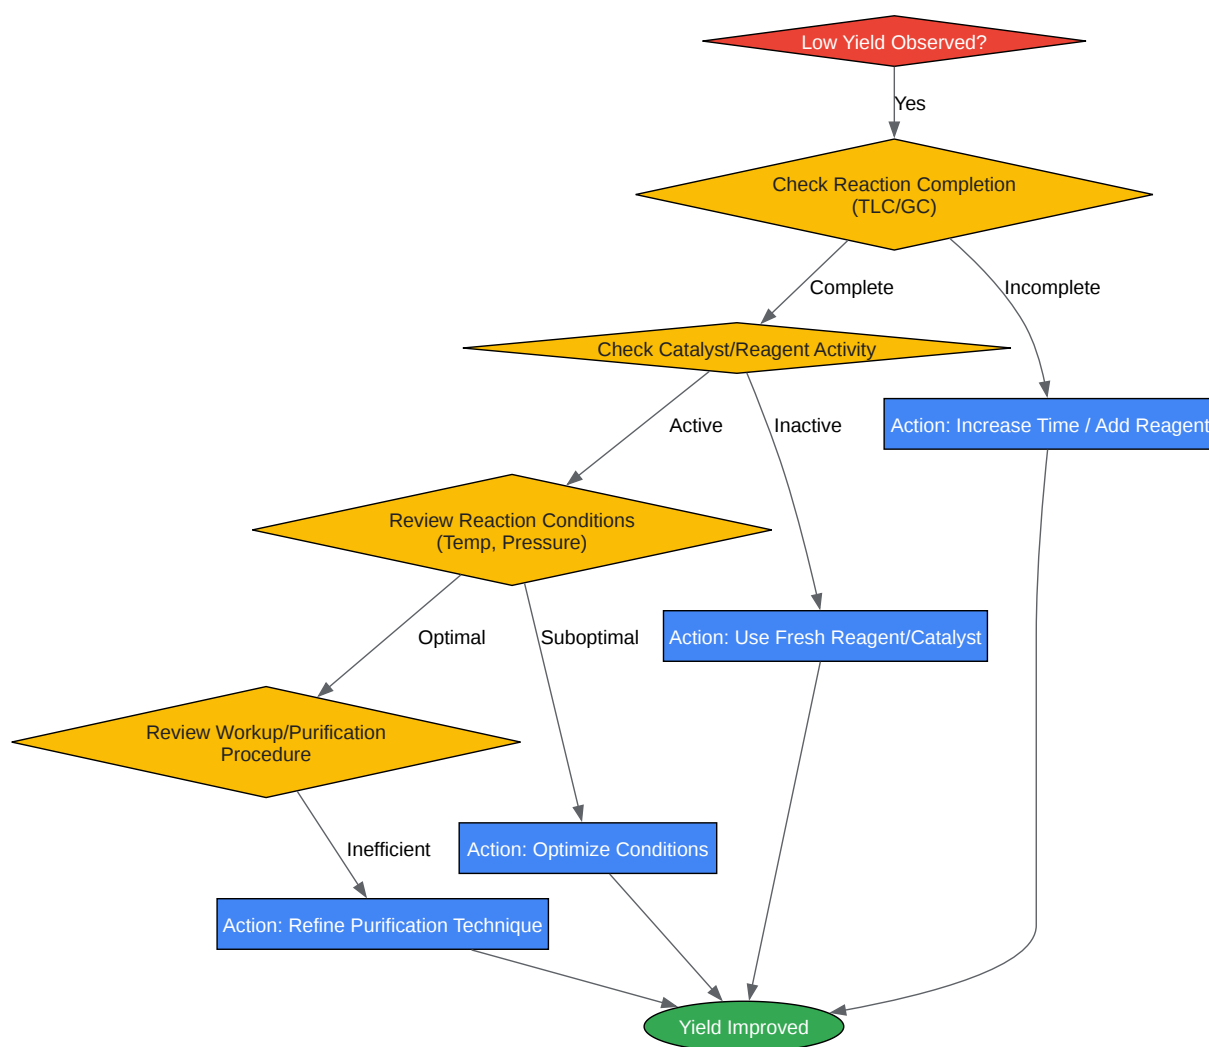 Low Yield Observed?
Yes
Check Reaction Completion
(TLC/GC)
Complete
Incomplete
Check Catalyst/Reagent Activity
Active
Inactive
Action: Increase Time / Add Reagent
Review Reaction Conditions
(Temp, Pressure)
Optimal
Suboptimal
Action: Use Fresh Reagent/Catalyst
Review Workup/Purification
Procedure
Inefficient
Action: Optimize Conditions
Action: Refine Purification Technique
Yield Improved